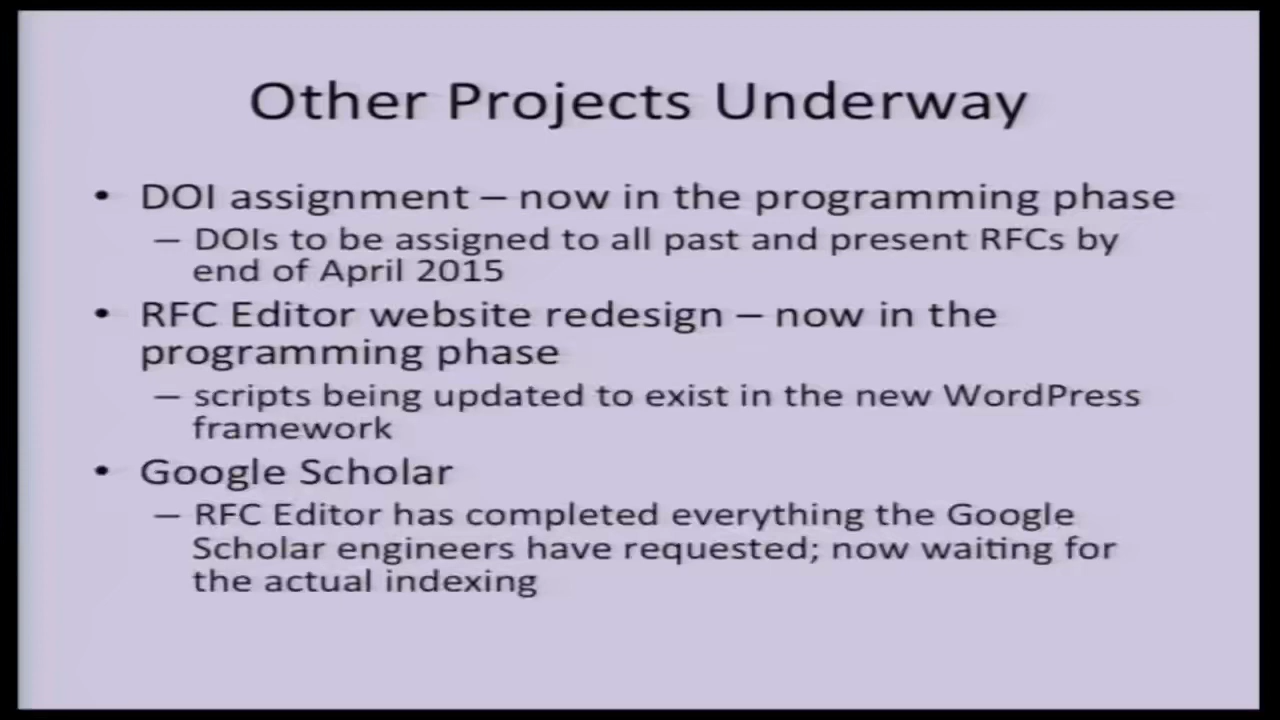 Other Projects Underway
• DOI assignment – now in the programming phase
– DOIs to be assigned to all past and present RFCs by
end of April 2015
• RFC Editor website redesign – now in the
programming phase
– scripts being updated to exist in the new WordPress
framework
• Google Scholar
– RFC Editor has completed everything the Google
Scholar engineers have requested; now waiting for
the actual indexing